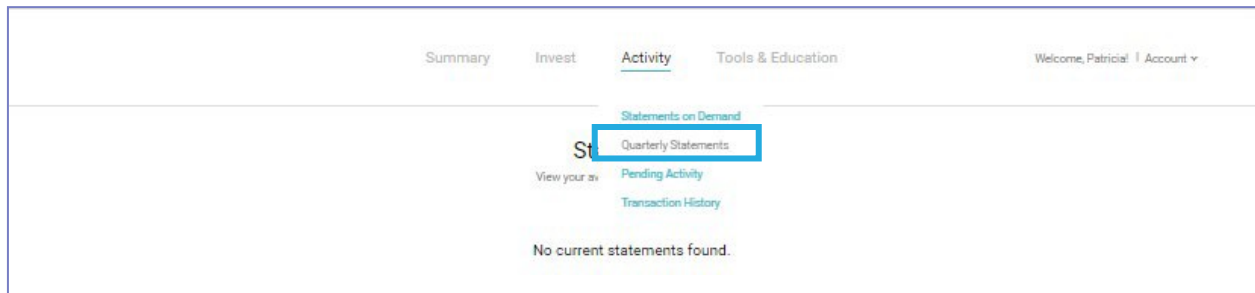 Summary Invest Activity Tools & Education Welcome, Patricia! | Account
Statements on Demand
Quarterly Statements
Pending Activity
Transaction History
St
View your av
No current statements found.